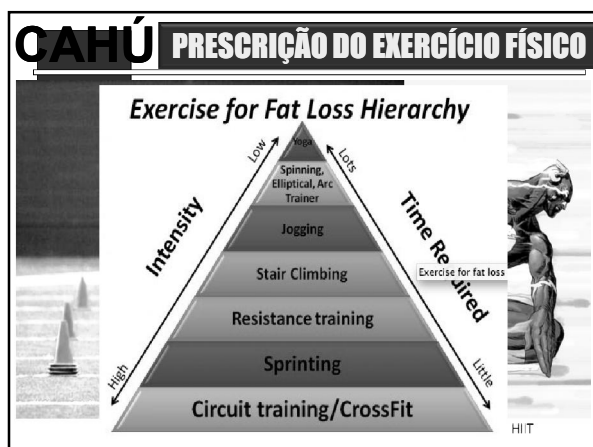 CAHÚ PRESCRIÇÃO DO EXERCÍCIO FÍSICO
Exercise for Fat Loss Hierarchy
Low
Lots
Yoga
Spinning,
Elliptical, Arc
Trainer
Intensity
Time Required
Jogging
Exercise for fat loss
Stair Climbing
Resistance training
Sprinting
High
Little
Circuit training/CrossFit
HIIT